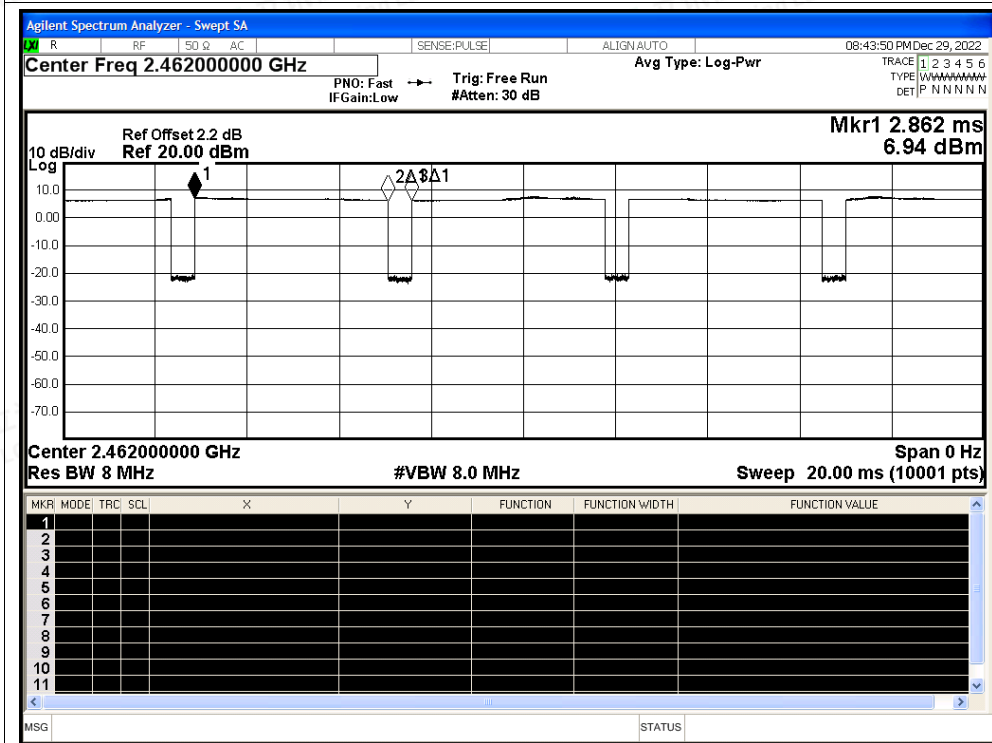 Agilent Spectrum Analyzer - Swept SA
LXI R RF 50 Ω AC SENSE:PULSE ALIGN AUTO 08:43:50 PM Dec 29, 2022
Center Freq 2.462000000 GHz Avg Type: Log-Pwr TRACE 1 2 3 4 5 6
PNO: Fast Trig: Free Run TYPE
IFGain:Low #Atten: 30 dB DET P N N N N N
Ref Offset 2.2 dB Mkr1 2.862 ms
10 dB/div Ref 20.00 dBm 6.94 dBm
Log
1 2Δ1 3Δ1
10.0
0.00
-10.0
-20.0
-30.0
-40.0
-50.0
-60.0
-70.0
Center 2.462000000 GHz Span 0 Hz
Res BW 8 MHz #VBW 8.0 MHz Sweep 20.00 ms (10001 pts)
MKR MODE TRC SCL X Y FUNCTION FUNCTION WIDTH FUNCTION VALUE
1
2
3
4
5
6
7
8
9
10
11
MSG STATUS